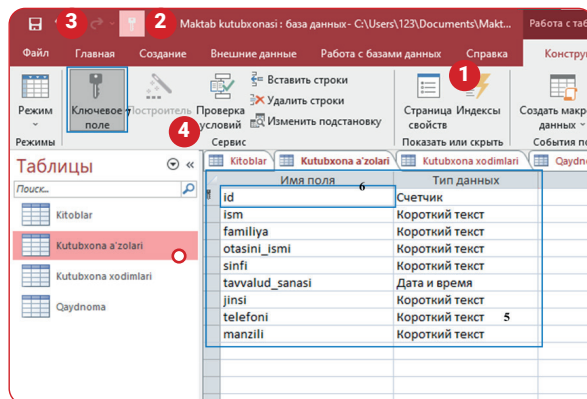 3 2 Maktab kutubxonasi : база данных- C:\Users\123\Documents\Makt... Работа с таб
Файл Главная Создание Внешние данные Работа с базами данных Справка Конструк
1
Режим Ключевое поле 7 Построитель Проверка условий Вставить строки Удалить строки Изменить подстановку Страница свойств Индексы Создать макр данных
4
Режимы Сервис Показать или скрыть События по
Таблицы «
Поиск...
Kitoblar
Kutubxona a'zolari
Kutubxona xodimlari
Qaydnoma
Kitoblar Kutubxona a'zolari Kutubxona xodimlari Qaydno
Имя поля 6 Тип данных
id Счетчик
ism Короткий текст
familiya Короткий текст
otasini_ismi Короткий текст
sinfi Короткий текст
tavvalud_sanasi Дата и время
jinsi Короткий текст
telefoni Короткий текст 5
manzili Короткий текст